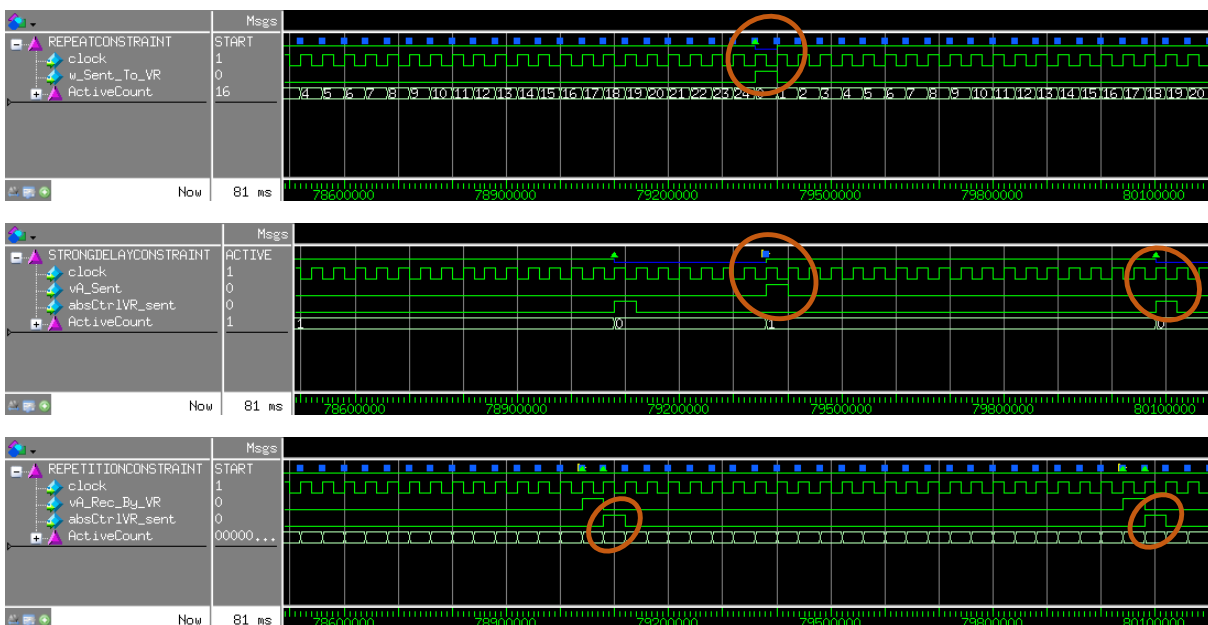 Msgs
REPEATCONSTRAINT START
clock 1
w_Sent_To_VR 0
ActiveCount 16 4 5 6 7 8 9 10 11 12 13 14 15 16 17 18 19 20 21 22 23 24 0 1 2 3 4 5 6 7 8 9 10 11 12 13 14 15 16 17 18 19 20
Now 81 ms 78600000 78900000 79200000 79500000 79800000 80100000
Msgs
STRONGDELAYCONSTRAINT ACTIVE
clock 1
vA_Sent 0
absCtrlVR_sent 0
ActiveCount 1 1 0 1 0
Now 81 ms 78600000 78900000 79200000 79500000 79800000 80100000
Msgs
REPETITIONCONSTRAINT START
clock 1
vA_Rec_By_VR 0
absCtrlVR_sent 0
ActiveCount 00000...
Now 81 ms 78600000 78900000 79200000 79500000 79800000 80100000